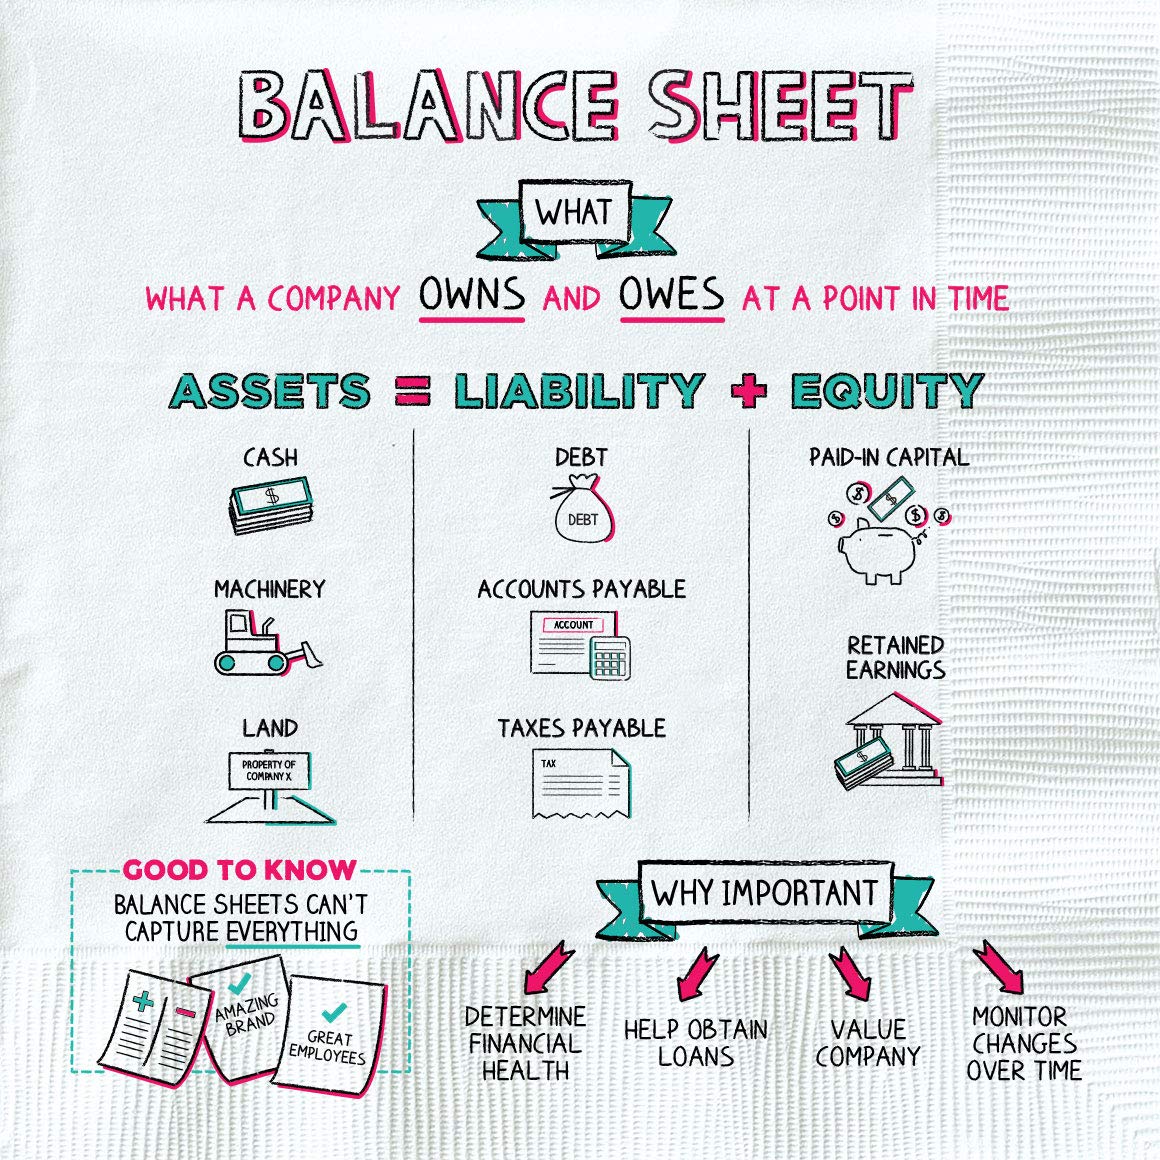 BALANCE SHEET
WHAT
WHAT A COMPANY OWNS AND OWES AT A POINT IN TIME
ASSETS = LIABILITY + EQUITY
CASH
$
MACHINERY
LAND
PROPERTY OF
COMPANY X
DEBT
DEBT
ACCOUNTS PAYABLE
ACCOUNT
TAXES PAYABLE
TAX
PAID-IN CAPITAL
$ $ $ $ $
RETAINED
EARNINGS
$
GOOD TO KNOW
BALANCE SHEETS CAN'T
CAPTURE EVERYTHING
+ -
AMAZING
BRAND
GREAT
EMPLOYEES
WHY IMPORTANT
DETERMINE
FINANCIAL
HEALTH
HELP OBTAIN
LOANS
VALUE
COMPANY
MONITOR
CHANGES
OVER TIME